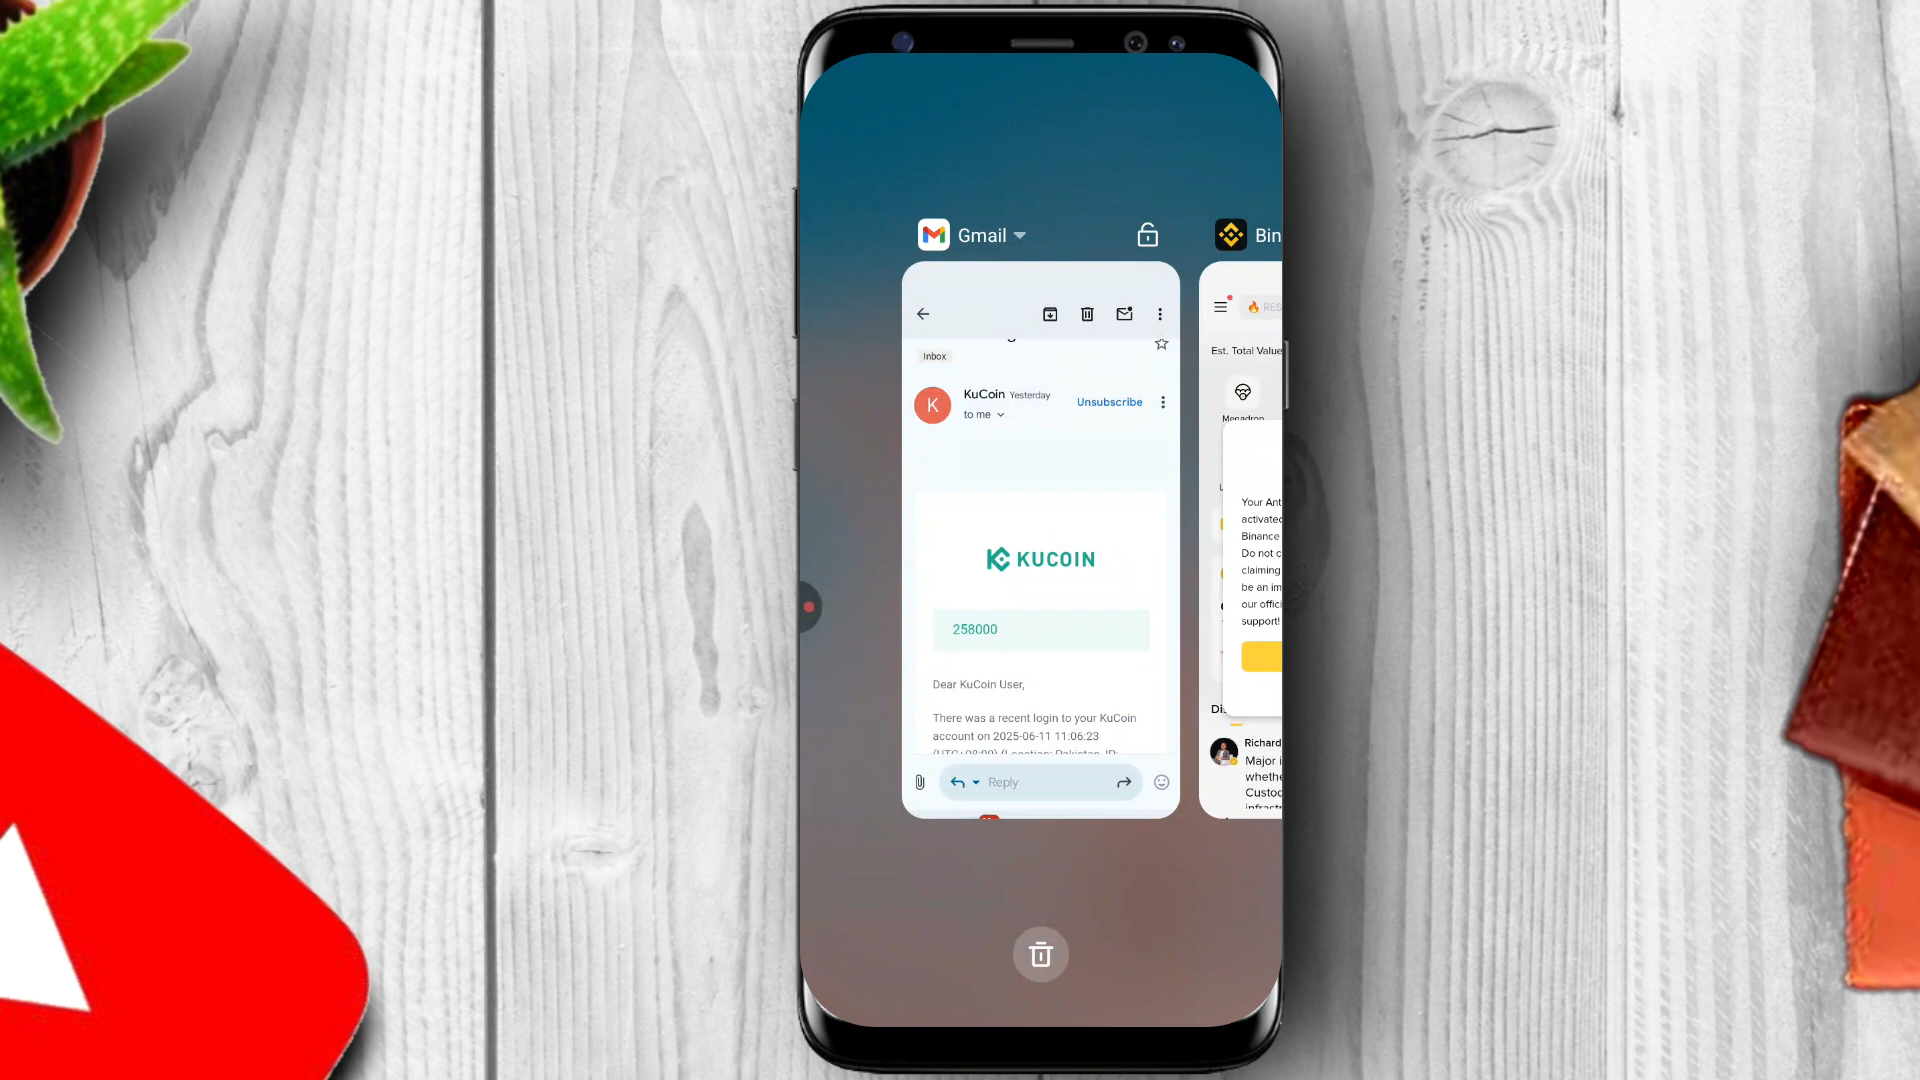 Gmail
Bin
Inbox
KuCoin Yesterday
Unsubscribe
to me
K
KUCOIN
258000
Dear KuCoin User,
There was a recent login to your KuCoin
account on 2025-06-11 11:06:23
(UTC+08:00) (Location: Pakistan, IP:
Reply
RES
Est. Total Value
Megadrop
Your Ant
activated
Binance
Do not c
claiming
be an im
our offici
support!
Dis
Richard
Major i
whethe
Custod
infrastr